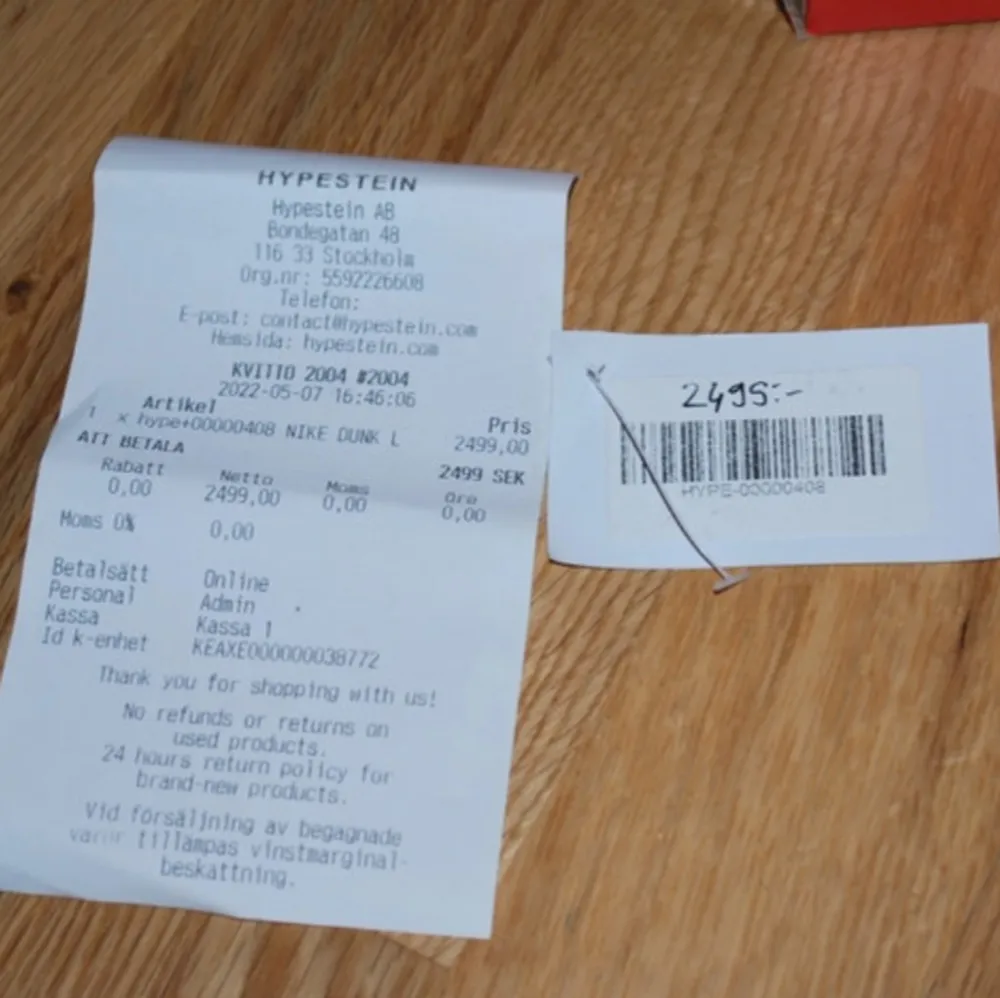 HYPESTEIN
Hypestein AB
Bondegatan 48
116 33 Stockholm
Org.nr: 5592226608
Telefon:
E-post: contact@hypestein.com
Hemsida: hypestein.com
KVITTO 2004 #2004
2022-05-07 16:46:06
Artikel Pris
1 × hype+00000408 NIKE DUNK L 2499,00
ATT BETALA 2499 SEK
Rabatt Netto Moms Öre
0,00 2499,00 0,00 0,00
Moms 0% 0,00
Betalsätt Online
Personal Admin
Kassa Kassa 1
Id k-enhet KEAXE000000038772
Thank you for shopping with us!
No refunds or returns on
used products.
24 hours return policy for
brand-new products.
Vid försäljning av begagnade
varor tillämpas vinstmarginal-
beskattning.
2495:-
HYPE-00000408